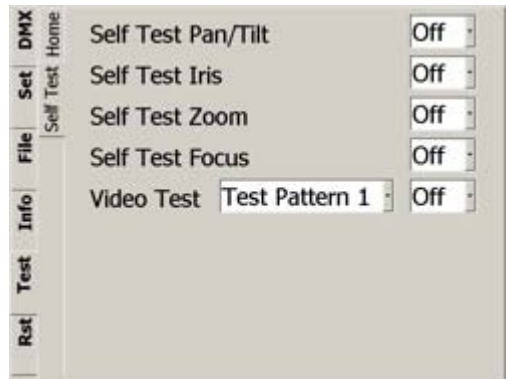 DMX
Set
File
Info
Test
Rst
Home
Self Test
Self Test Pan/Tilt Off
Self Test Iris Off
Self Test Zoom Off
Self Test Focus Off
Video Test Test Pattern 1 Off